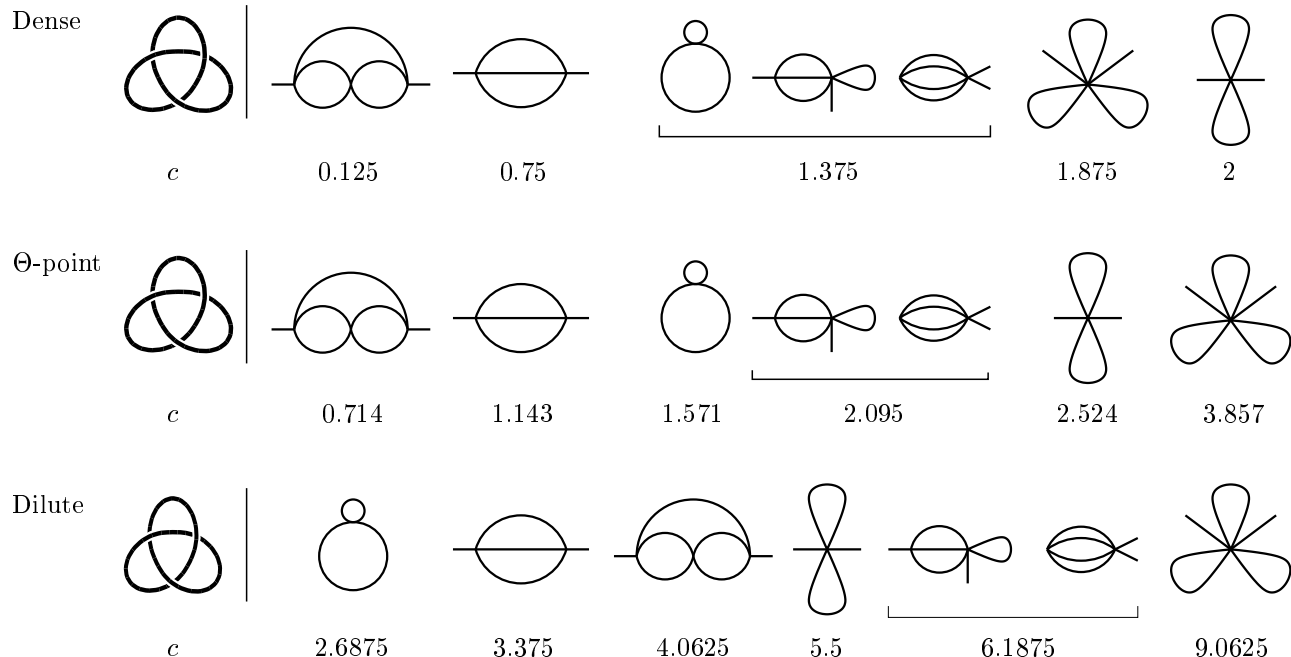 Dense
c 0.125 0.75 1.375 1.875 2
Θ-point
c 0.714 1.143 1.571 2.095 2.524 3.857
Dilute
c 2.6875 3.375 4.0625 5.5 6.1875 9.0625